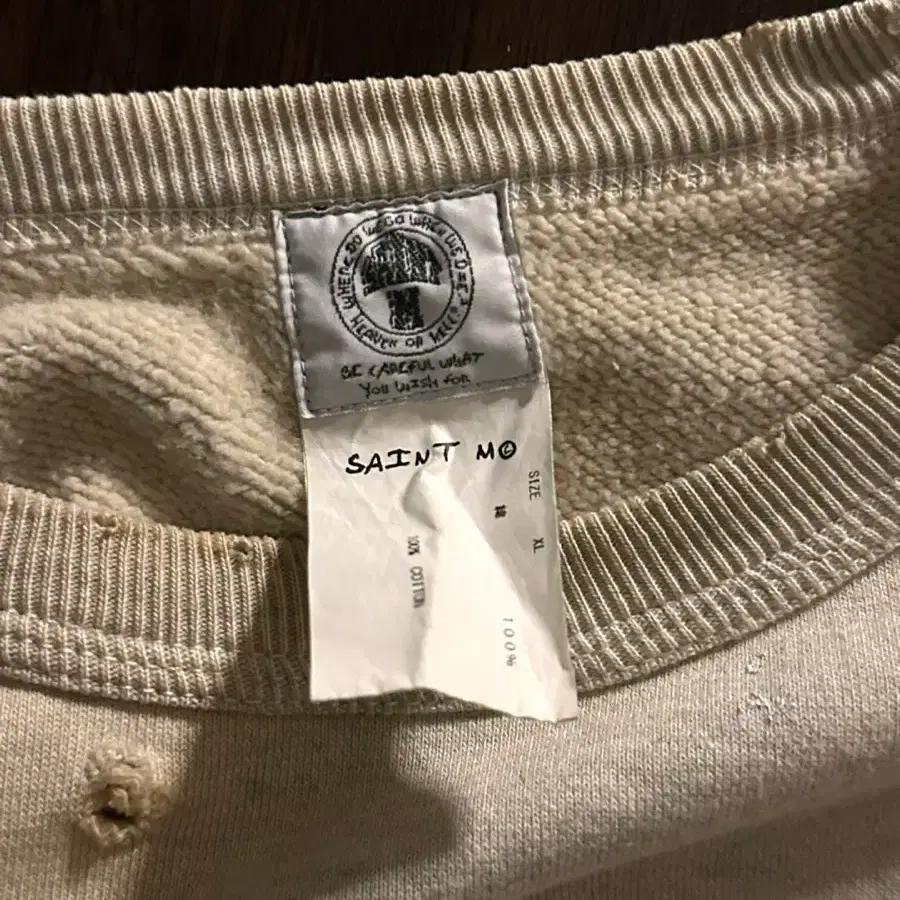 WHERE DO WE GO WHEN WE DIE?
HEAVEN OR HELL?
BE CAREFUL WHAT
YOU WISH FOR
SAINT M©
SIZE XL
綿 100%
100% COTTON